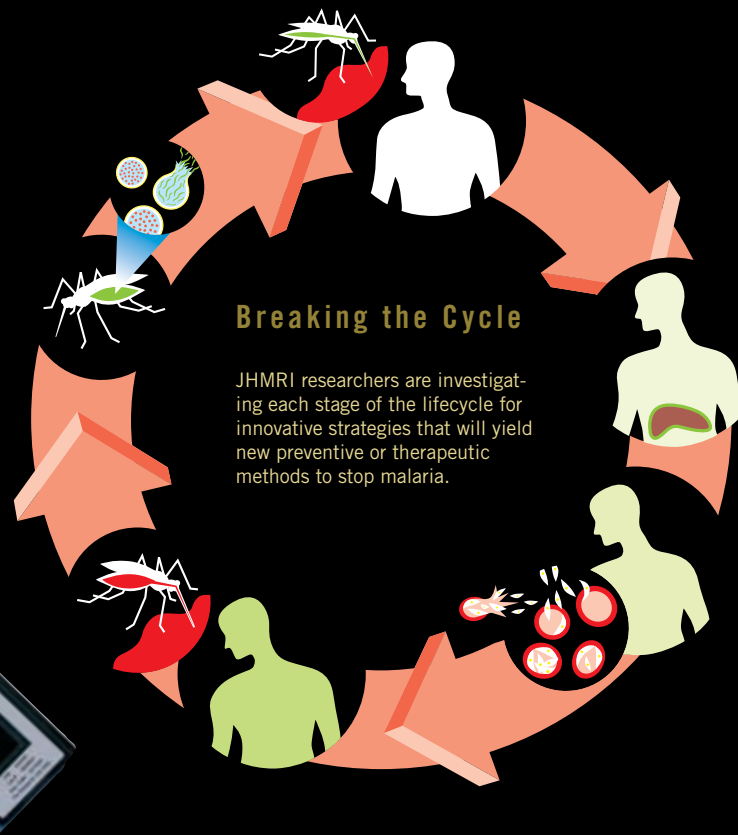 Breaking the Cycle
JHMRI researchers are investigat-
ing each stage of the lifecycle for
innovative strategies that will yield
new preventive or therapeutic
methods to stop malaria.